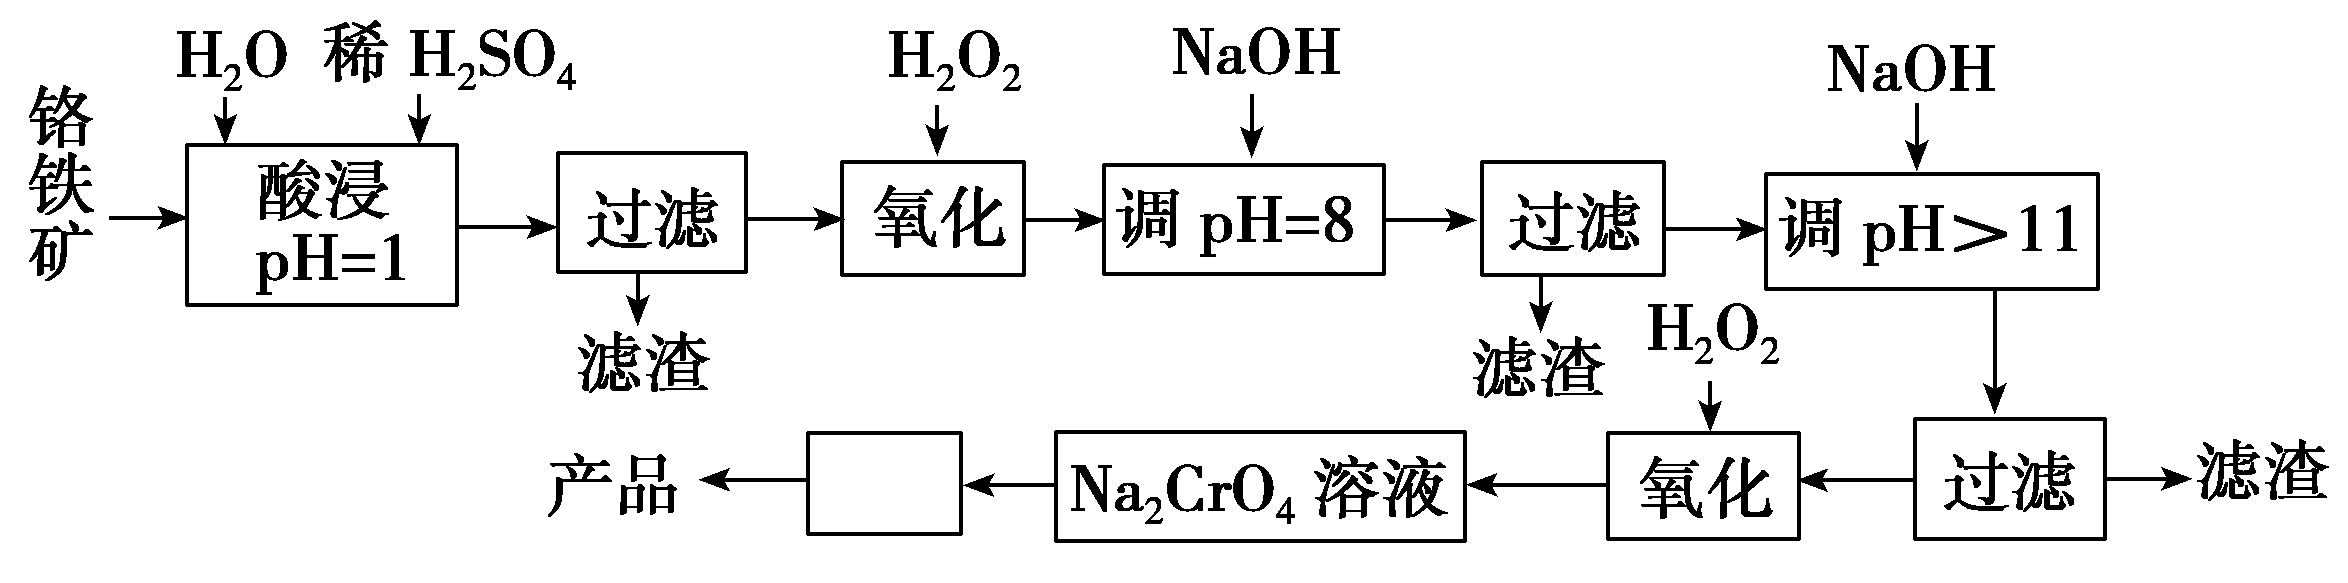 H₂O 稀 H₂SO₄
H₂O₂
NaOH
NaOH
铬铁矿
酸浸
pH=1
过滤
氧化
调 pH=8
过滤
调 pH>11
滤渣
滤渣
H₂O₂
产品
Na₂CrO₄ 溶液
氧化
过滤
滤渣